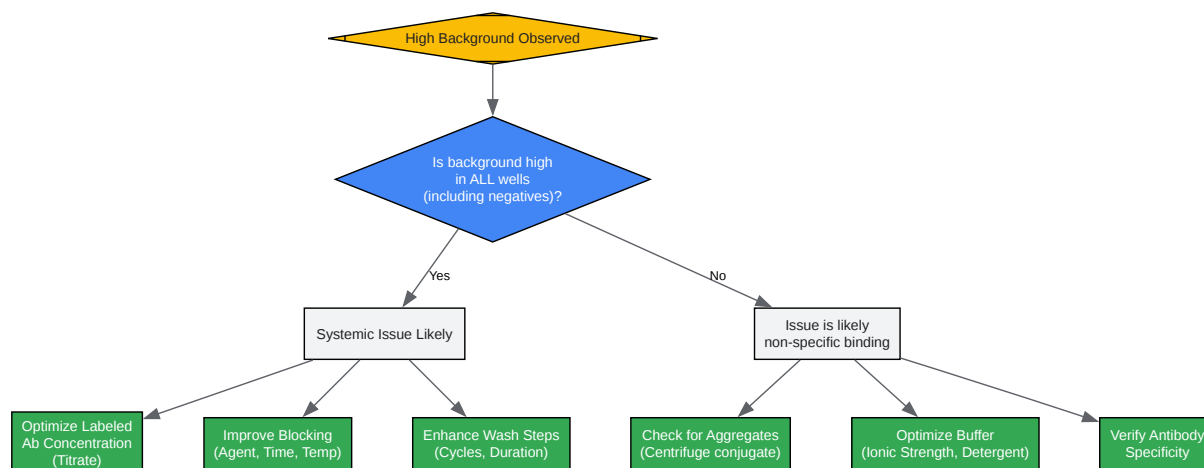 High Background Observed
Is background high
in ALL wells
(including negatives)?
Yes
No
Systemic Issue Likely
Issue is likely
non-specific binding
Optimize Labeled
Ab Concentration
(Titrate)
Improve Blocking
(Agent, Time, Temp)
Enhance Wash Steps
(Cycles, Duration)
Check for Aggregates
(Centrifuge conjugate)
Optimize Buffer
(Ionic Strength, Detergent)
Verify Antibody
Specificity